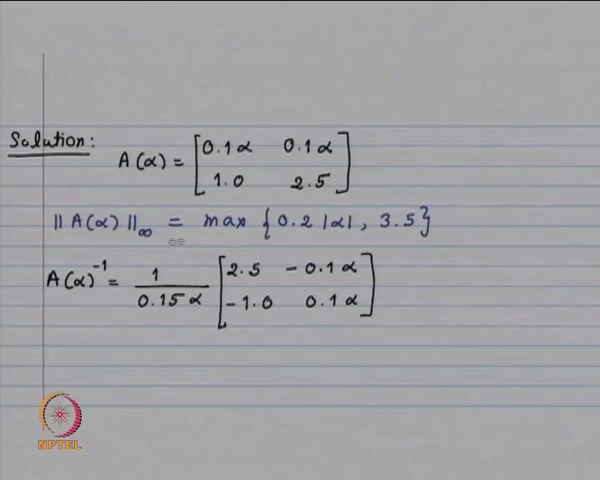 Solution: A(α) = [0.1α 0.1α
1.0 2.5]
||A(α)||∞ = max {0.2|α|, 3.5}
A(α)⁻¹ = 1/0.15α [2.5 -0.1α
-1.0 0.1α]
NPTEL